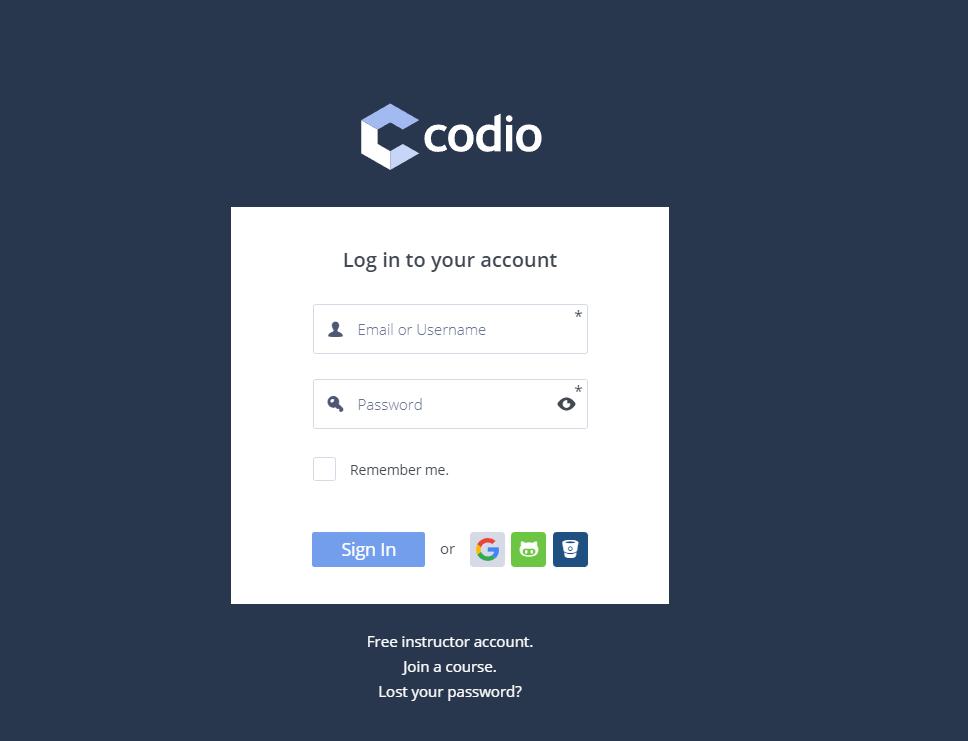 codio
Log in to your account
Email or Username *
Password *
Remember me.
Sign In or
Free instructor account.
Join a course.
Lost your password?